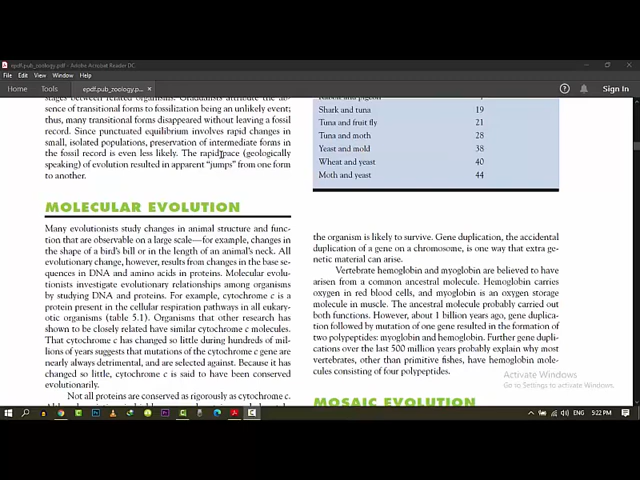 epdf.pub_zoology.pdf - Adobe Acrobat Reader DC
File Edit View Window Help
Home Tools epdf.pub_zoology.p... × Sign In
stages between related organisms. Gradualists attribute the ab-
sence of transitional forms to fossilization being an unlikely event;
thus, many transitional forms disappeared without leaving a fossil
record. Since punctuated equilibrium involves rapid changes in
small, isolated populations, preservation of intermediate forms in
the fossil record is even less likely. The rapid pace (geologically
speaking) of evolution resulted in apparent “jumps” from one form
to another.
MOLECULAR EVOLUTION
Many evolutionists study changes in animal structure and func-
tion that are observable on a large scale—for example, changes in
the shape of a bird's bill or in the length of an animal's neck. All
evolutionary change, however, results from changes in the base se-
quences in DNA and amino acids in proteins. Molecular evolu-
tionists investigate evolutionary relationships among organisms
by studying DNA and proteins. For example, cytochrome c is a
protein present in the cellular respiration pathways in all eukary-
otic organisms (table 5.1). Organisms that other research has
shown to be closely related have similar cytochrome c molecules.
That cytochrome c has changed so little during hundreds of mil-
lions of years suggests that mutations of the cytochrome c gene are
nearly always detrimental, and are selected against. Because it has
changed so little, cytochrome c is said to have been conserved
evolutionarily.
Not all proteins are conserved as rigorously as cytochrome c.
Shark and tuna 19
Tuna and fruit fly 21
Tuna and moth 28
Yeast and mold 38
Wheat and yeast 40
Moth and yeast 44
the organism is likely to survive. Gene duplication, the accidental
duplication of a gene on a chromosome, is one way that extra ge-
netic material can arise.
Vertebrate hemoglobin and myoglobin are believed to have
arisen from a common ancestral molecule. Hemoglobin carries
oxygen in red blood cells, and myoglobin is an oxygen storage
molecule in muscle. The ancestral molecule probably carried out
both functions. However, about 1 billion years ago, gene duplica-
tion followed by mutation of one gene resulted in the formation of
two polypeptides: myoglobin and hemoglobin. Further gene dupli-
cations over the last 500 million years probably explain why most
vertebrates, other than primitive fishes, have hemoglobin mole-
cules consisting of four polypeptides.
MOSAIC EVOLUTION
Activate Windows
Go to Settings to activate Windows.
ENG 5:22 PM